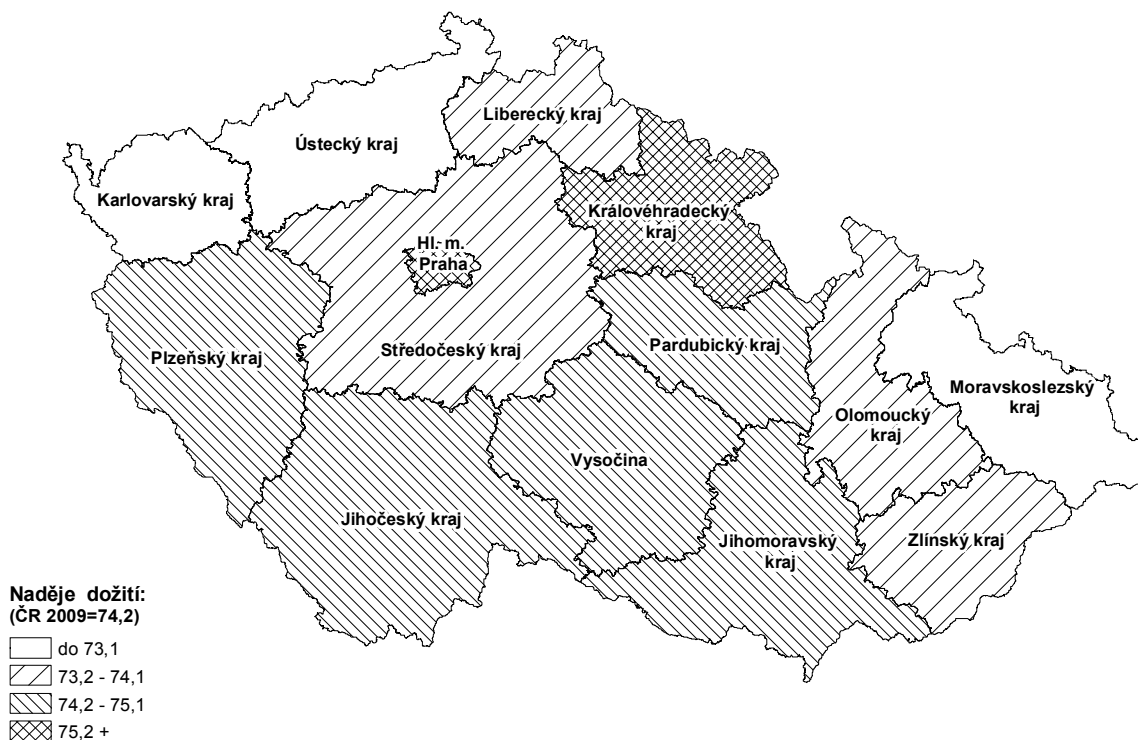 Liberecký kraj
Ústecký kraj
Karlovarský kraj
Královéhradecký
kraj
Hl. m.
Praha
Plzeňský kraj
Středočeský kraj
Pardubický kraj
Moravskoslezský
kraj
Olomoucký
kraj
Vysočina
Jihočeský kraj
Jihomoravský
kraj
Zlínský kraj
Naděje dožití:
(ČR 2009=74,2)
do 73,1
73,2 - 74,1
74,2 - 75,1
75,2 +